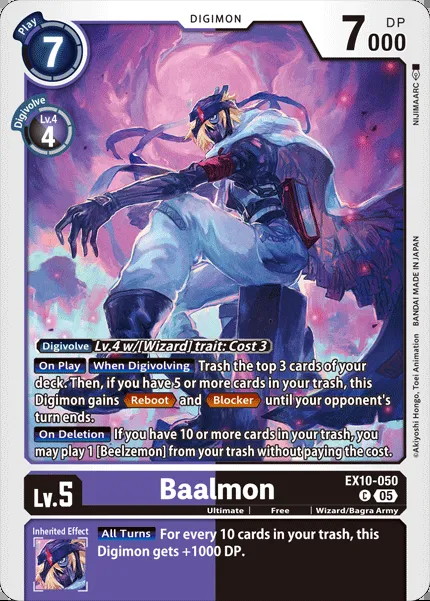 Play
7
DIGIMON
7000
DP
Digivolve
Lv.4
4
NIJIMAARC
©Akiyoshi Hongo, Toei Animation BANDAI MADE IN JAPAN
Digivolve Lv.4 w/[Wizard] trait: Cost 3
On Play When Digivolving Trash the top 3 cards of your
deck. Then, if you have 5 or more cards in your trash, this
Digimon gains Reboot and Blocker until your opponent's
turn ends.
On Deletion If you have 10 or more cards in your trash, you
may play 1 [Beelzemon] from your trash without paying the cost.
Lv.5
Baalmon
EX10-050
C 05
Ultimate | Free | Wizard/Bagra Army
Inherited Effect
All Turns For every 10 cards in your trash, this
Digimon gets +1000 DP.